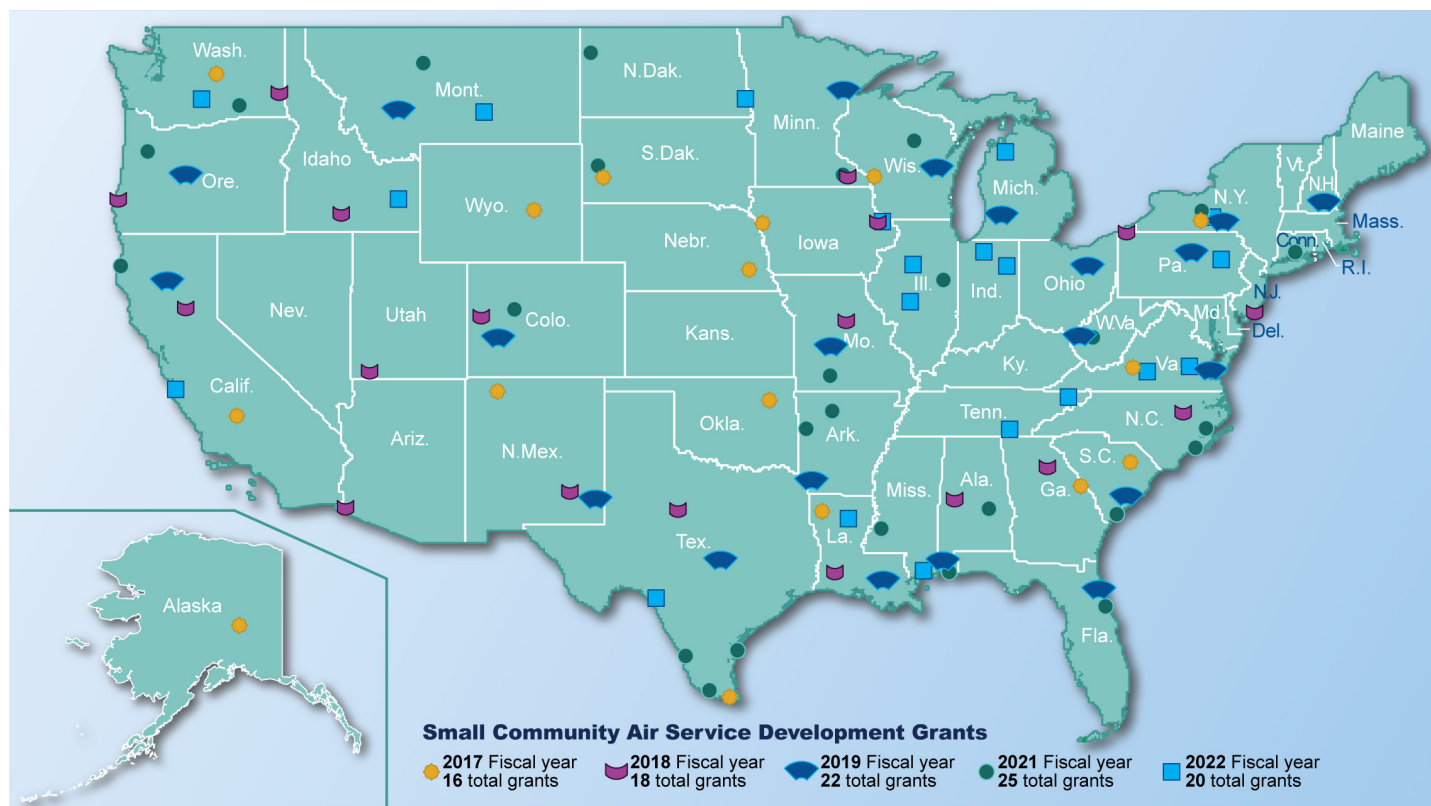 Wash.
Mont.
N.Dak.
Minn.
Maine
Vt.
N.H.
Idaho
S.Dak.
Wis.
Mich.
N.Y.
Ore.
Wyo.
Mass.
Conn.
R.I.
Nebr.
Iowa
Pa.
Ill.
Ind.
Ohio
N.J.
Nev.
Utah
Colo.
Kans.
Mo.
W.Va.
Md.
Del.
Ky.
Va.
Calif.
Tenn.
N.C.
Okla.
Ark.
Ariz.
N.Mex.
S.C.
Miss.
Ala.
Ga.
Tex.
La.
Alaska
Fla.
Small Community Air Service Development Grants
2017 Fiscal year
16 total grants
2018 Fiscal year
18 total grants
2019 Fiscal year
22 total grants
2021 Fiscal year
25 total grants
2022 Fiscal year
20 total grants